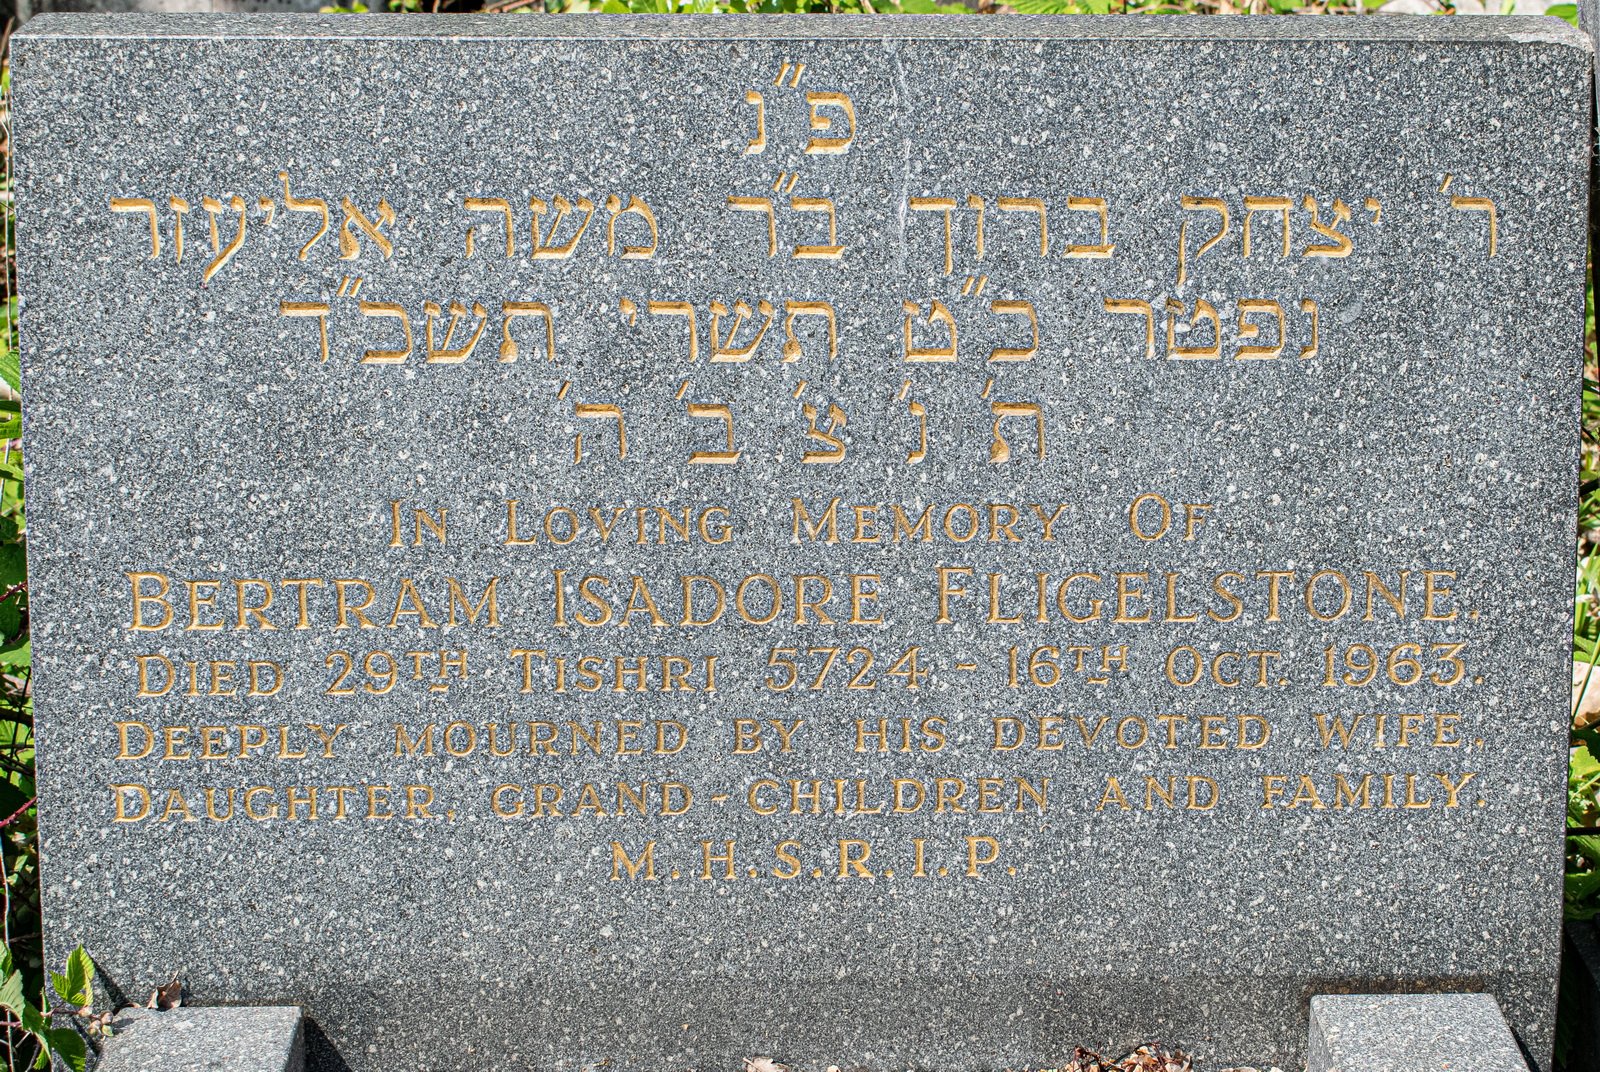 פ"נ
ר' יצחק ברוך ב"ר משה אליעזר
נפטר כ"ט תשרי תשכ"ד
ת' נ' צ' ב' ה'
IN LOVING MEMORY OF
BERTRAM ISADORE FLIGELSTONE.
DIED 29TH TISHRI 5724 - 16TH OCT. 1963.
DEEPLY MOURNED BY HIS DEVOTED WIFE.
DAUGHTER, GRAND-CHILDREN AND FAMILY.
M.H.S.R.I.P.